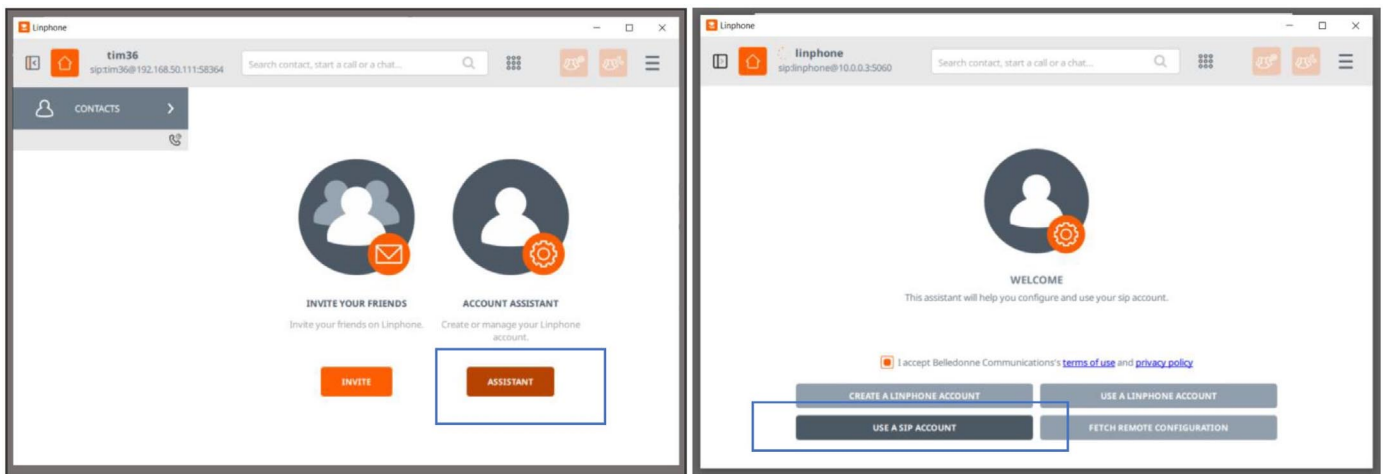 Linphone
tim36
sip:tim36@192.168.50.111:58364
Search contact, start a call or a chat...
CONTACTS
INVITE YOUR FRIENDS
Invite your friends on Linphone.
INVITE
ACCOUNT ASSISTANT
Create or manage your Linphone
account.
ASSISTANT
Linphone
linphone
sip:linphone@10.0.0.3:5060
Search contact, start a call or a chat...
WELCOME
This assistant will help you configure and use your sip account.
I accept Belledonne Communications's terms of use and privacy policy
CREATE A LINPHONE ACCOUNT
USE A LINPHONE ACCOUNT
USE A SIP ACCOUNT
FETCH REMOTE CONFIGURATION